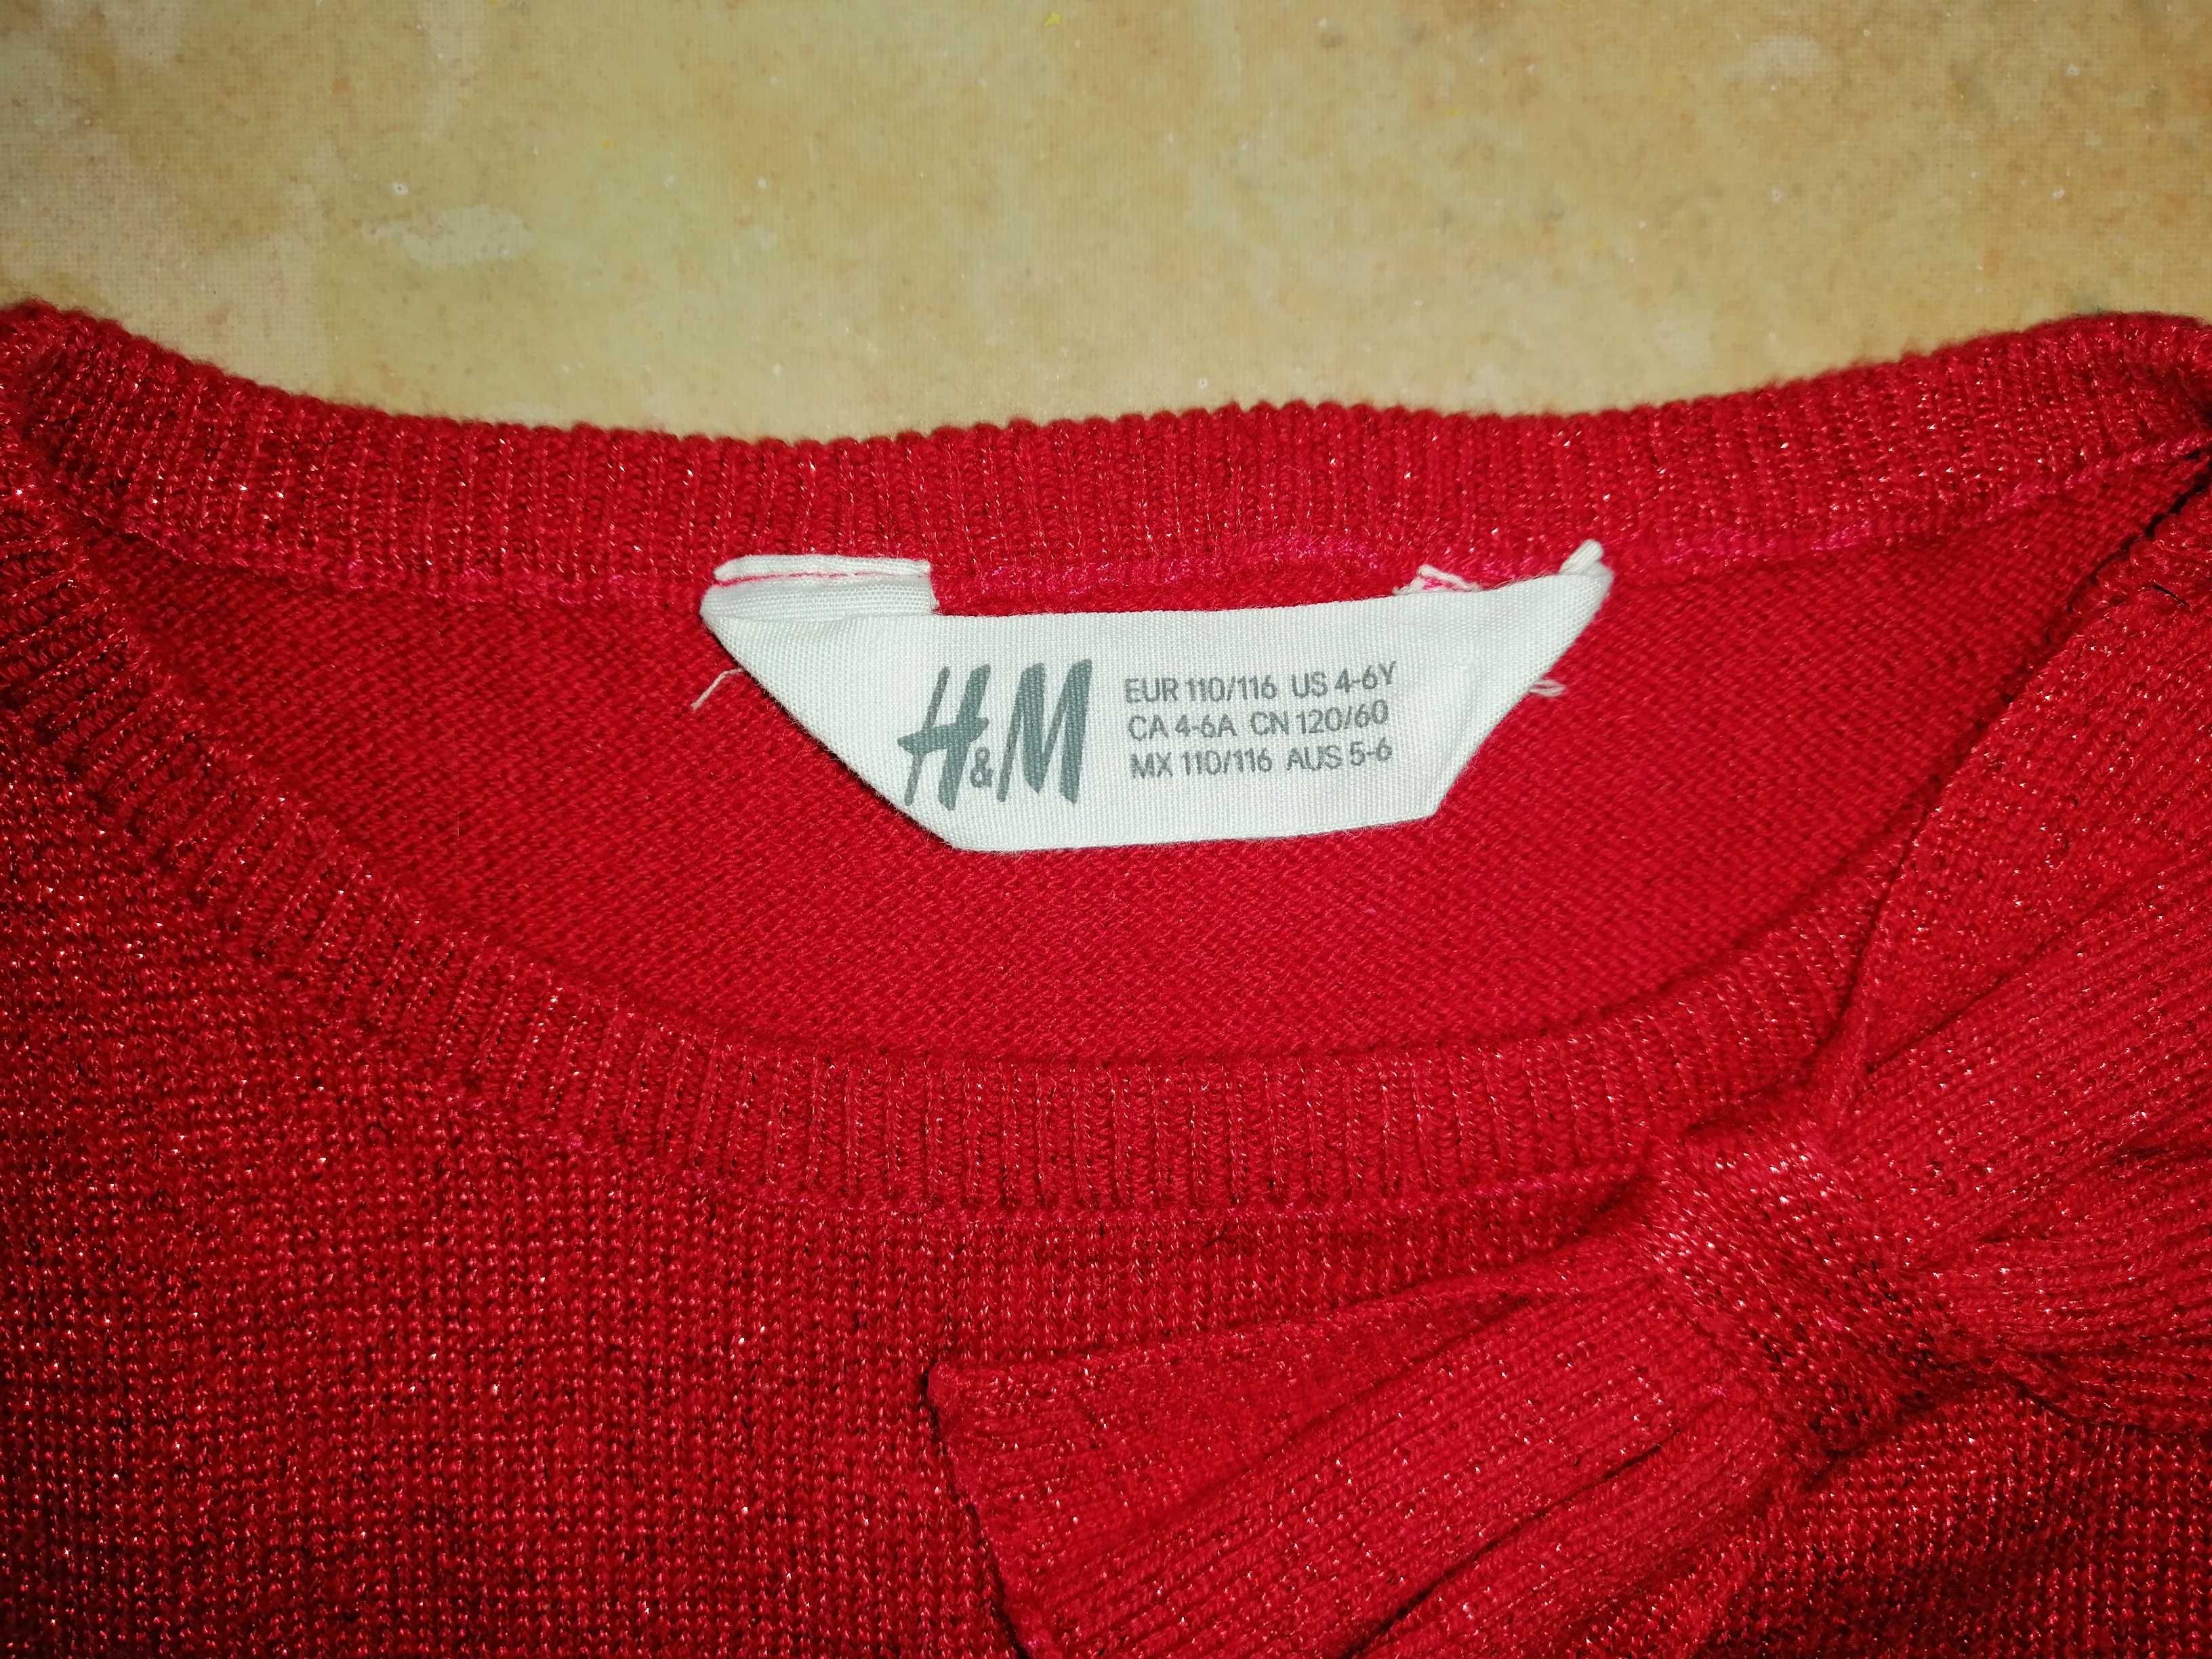 H&M
EUR 110/116 US 4-6Y
CA 4-6A CN 120/60
MX 110/116 AUS 5-6